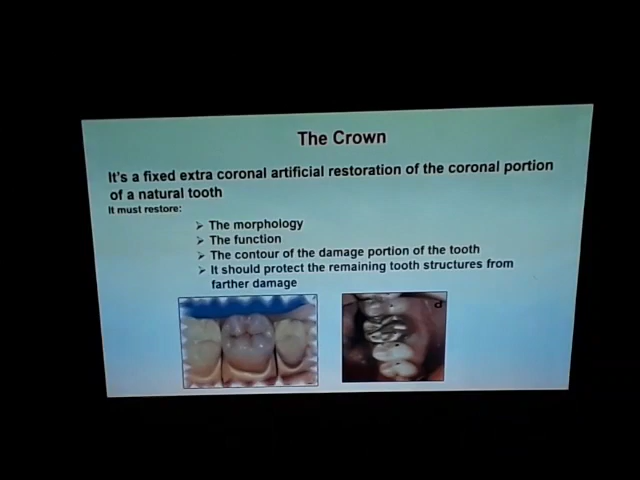 The Crown
It's a fixed extra coronal artificial restoration of the coronal portion
of a natural tooth
It must restore:
➢ The morphology
➢ The function
➢ The contour of the damage portion of the tooth
➢ It should protect the remaining tooth structures from
farther damage
d